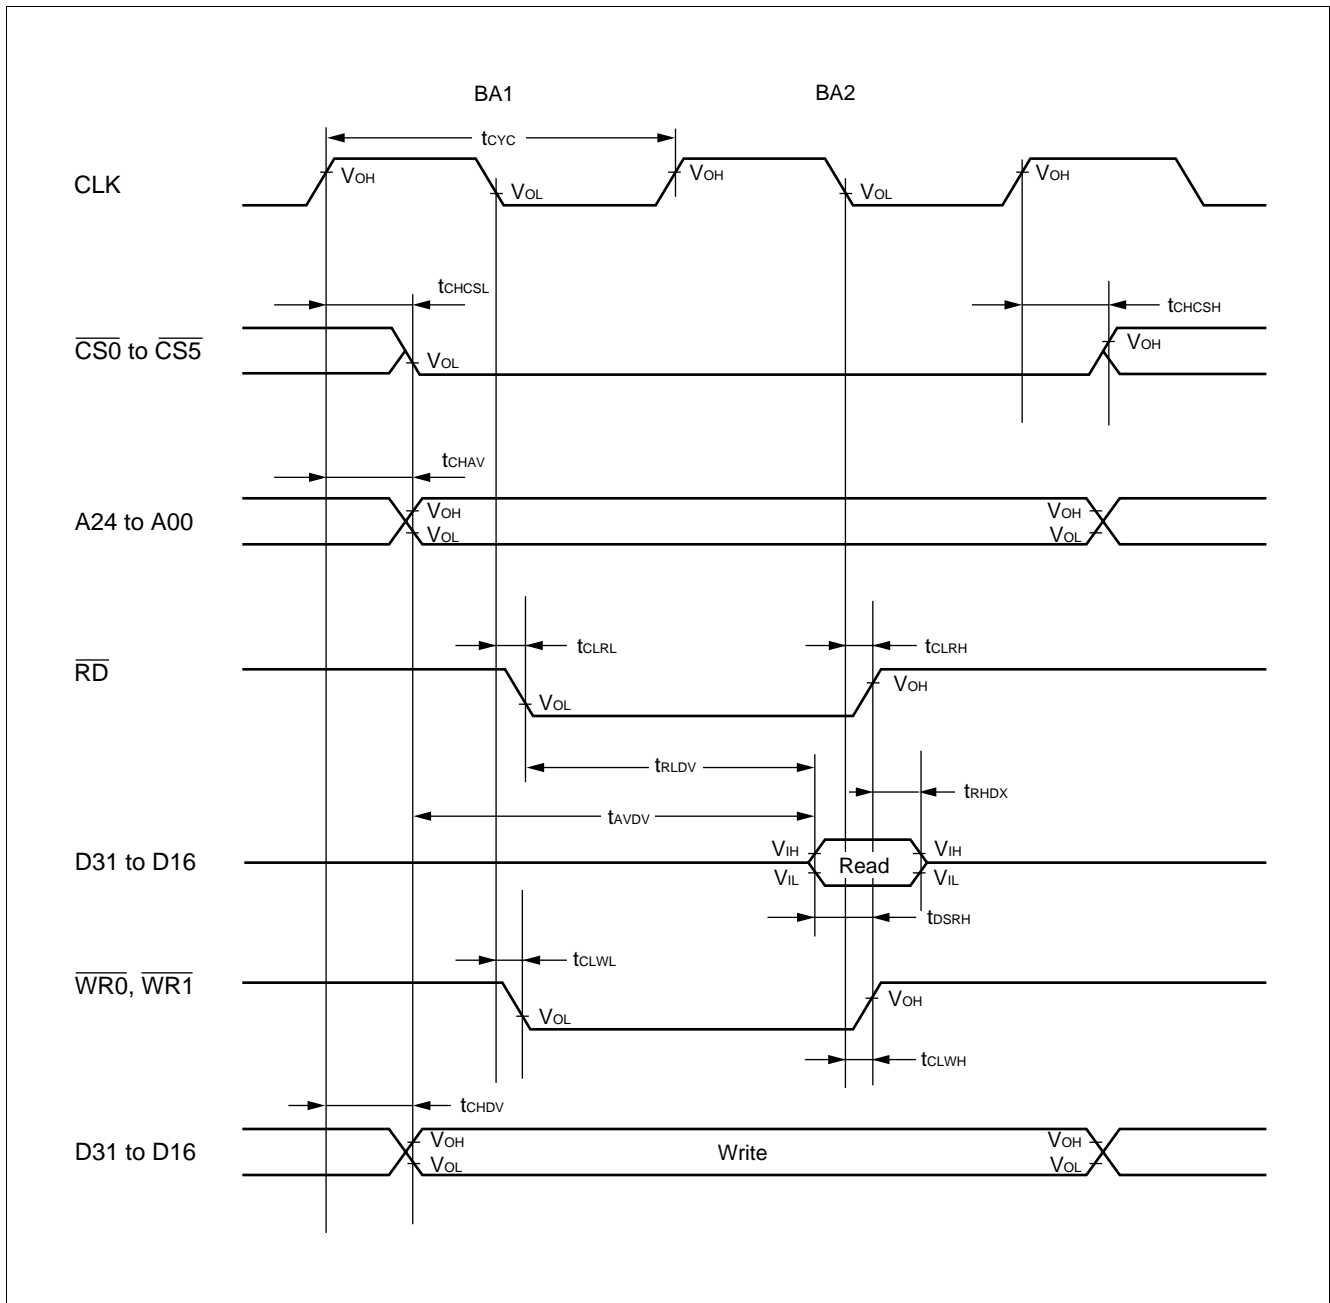 BA1 BA2
tCYC
CLK VOH VOL VOH VOL VOH
tCHCSL tCHCSH
CS0 to CS5 VOL VOH
tCHAV
A24 to A00 VOH VOL VOH VOL
tCLRL tCLRH
RD VOL VOH
tRLDV
tRHDX
tAVDV
D31 to D16 VIH VIL Read VIH VIL
tDSRH
tCLWL
WR0, WR1 VOL VOH
tCLWH
tCHDV
D31 to D16 VOH VOL Write VOH VOL